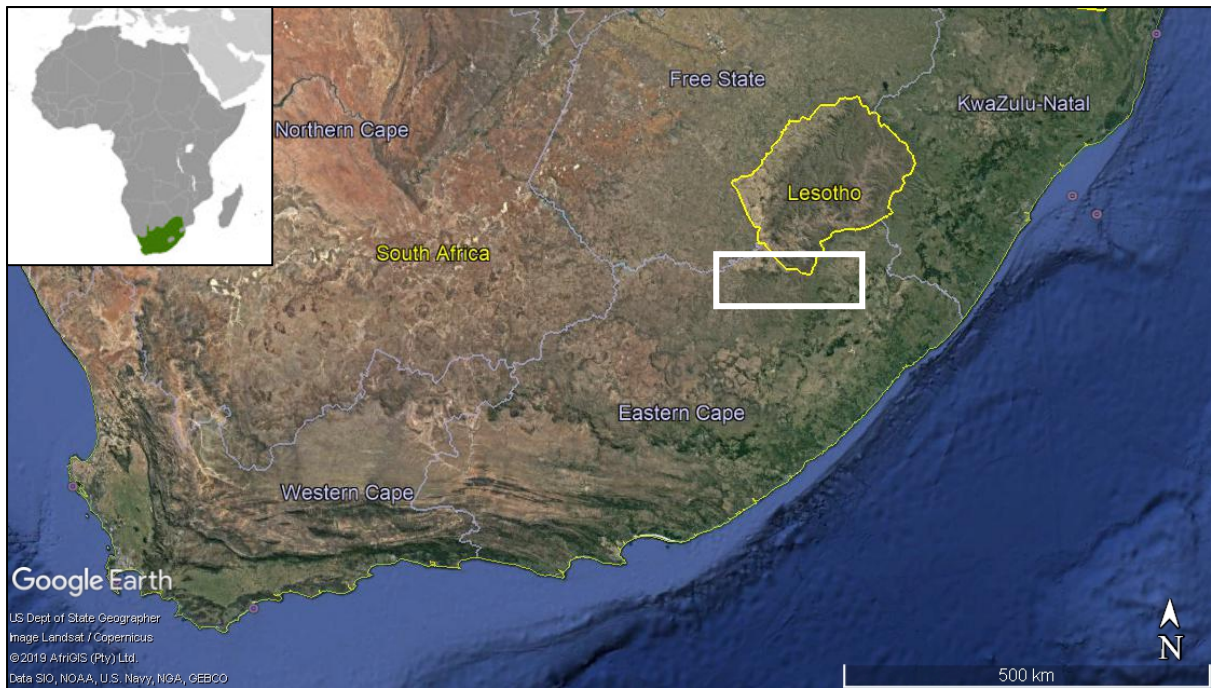 Free State
KwaZulu-Natal
Northern Cape
Lesotho
South Africa
Eastern Cape
Western Cape
Google Earth
US Dept of State Geographer
Image Landsat / Copernicus
©2019 AfriGIS (Pty) Ltd.
Data SIO, NOAA, U.S. Navy, NGA, GEBCO
N
500 km